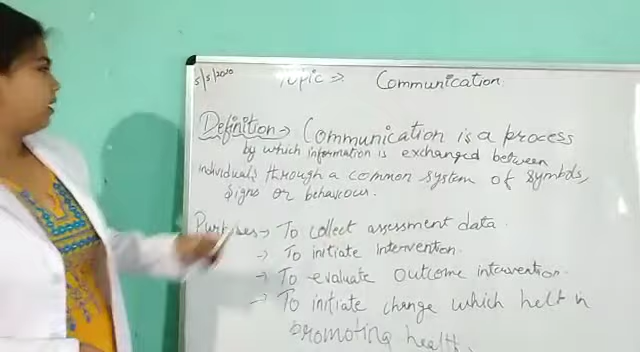 5/5/2020
Topic => Communication
Definition → Communication is a process
by which information is exchanged between
individuals through a common system of symbols,
signs or behavious.
Purposes → To collect assessment data.
→ To initiate intervention.
→ To evaluate outcome intervention.
→ To initiate change which helt in
promoting health.